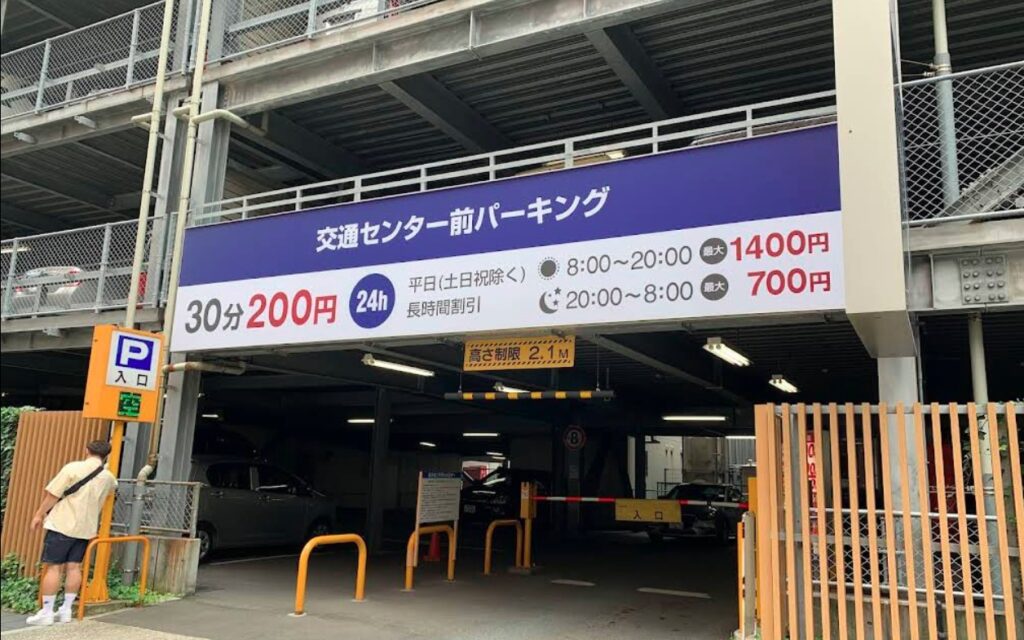 交通センター前パーキング
30分200円
24h
平日(土日祝除く)
長時間割引
8:00〜20:00 最大 1400円
20:00〜8:00 最大 700円
高さ制限 2.1M
P
入口
8
入口